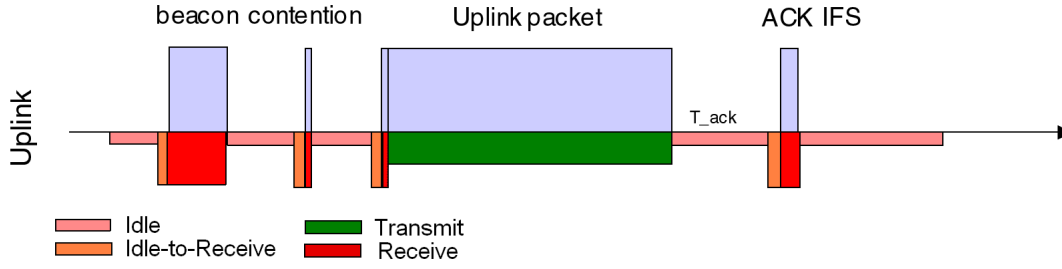 beacon contention Uplink packet ACK IFS
Uplink
T_ack
Idle
Transmit
Idle-to-Receive
Receive